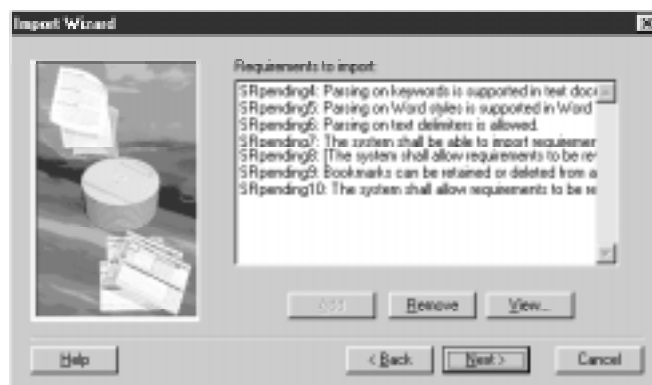 Import Wizard
Requirements to import:
SRpending4: Parsing on keywords is supported in text docu
SRpending5: Parsing on Word styles is supported in Word
SRpending6: Parsing on text delimiters is allowed.
SRpending7: The system shall be able to import requiremen
SRpending8: [The system shall allow requirements to be re
SRpending9: Bookmarks can be retained or deleted from a
SRpending10: The system shall allow requirements to be re
Add Remove View...
Help < Back Next > Cancel